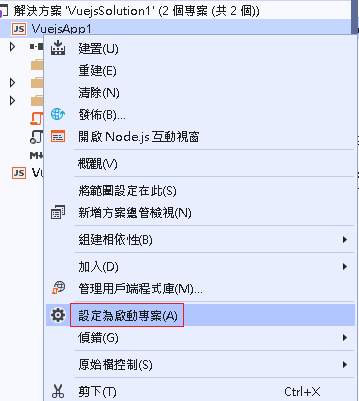 解決方案 'VuejsSolution1' (2 個專案 (共 2 個))
JS VuejsApp1
建置(U)
重建(E)
清除(N)
發佈(B)...
開啟 Node.js 互動視窗
概觀(V)
JS Vu
將範圍設定在此(S)
新增方案總管檢視(N)
組建相依性(B)
加入(D)
管理用戶端程式庫(M)...
設定為啟動專案(A)
偵錯(G)
原始檔控制(S)
剪下(T) Ctrl+X